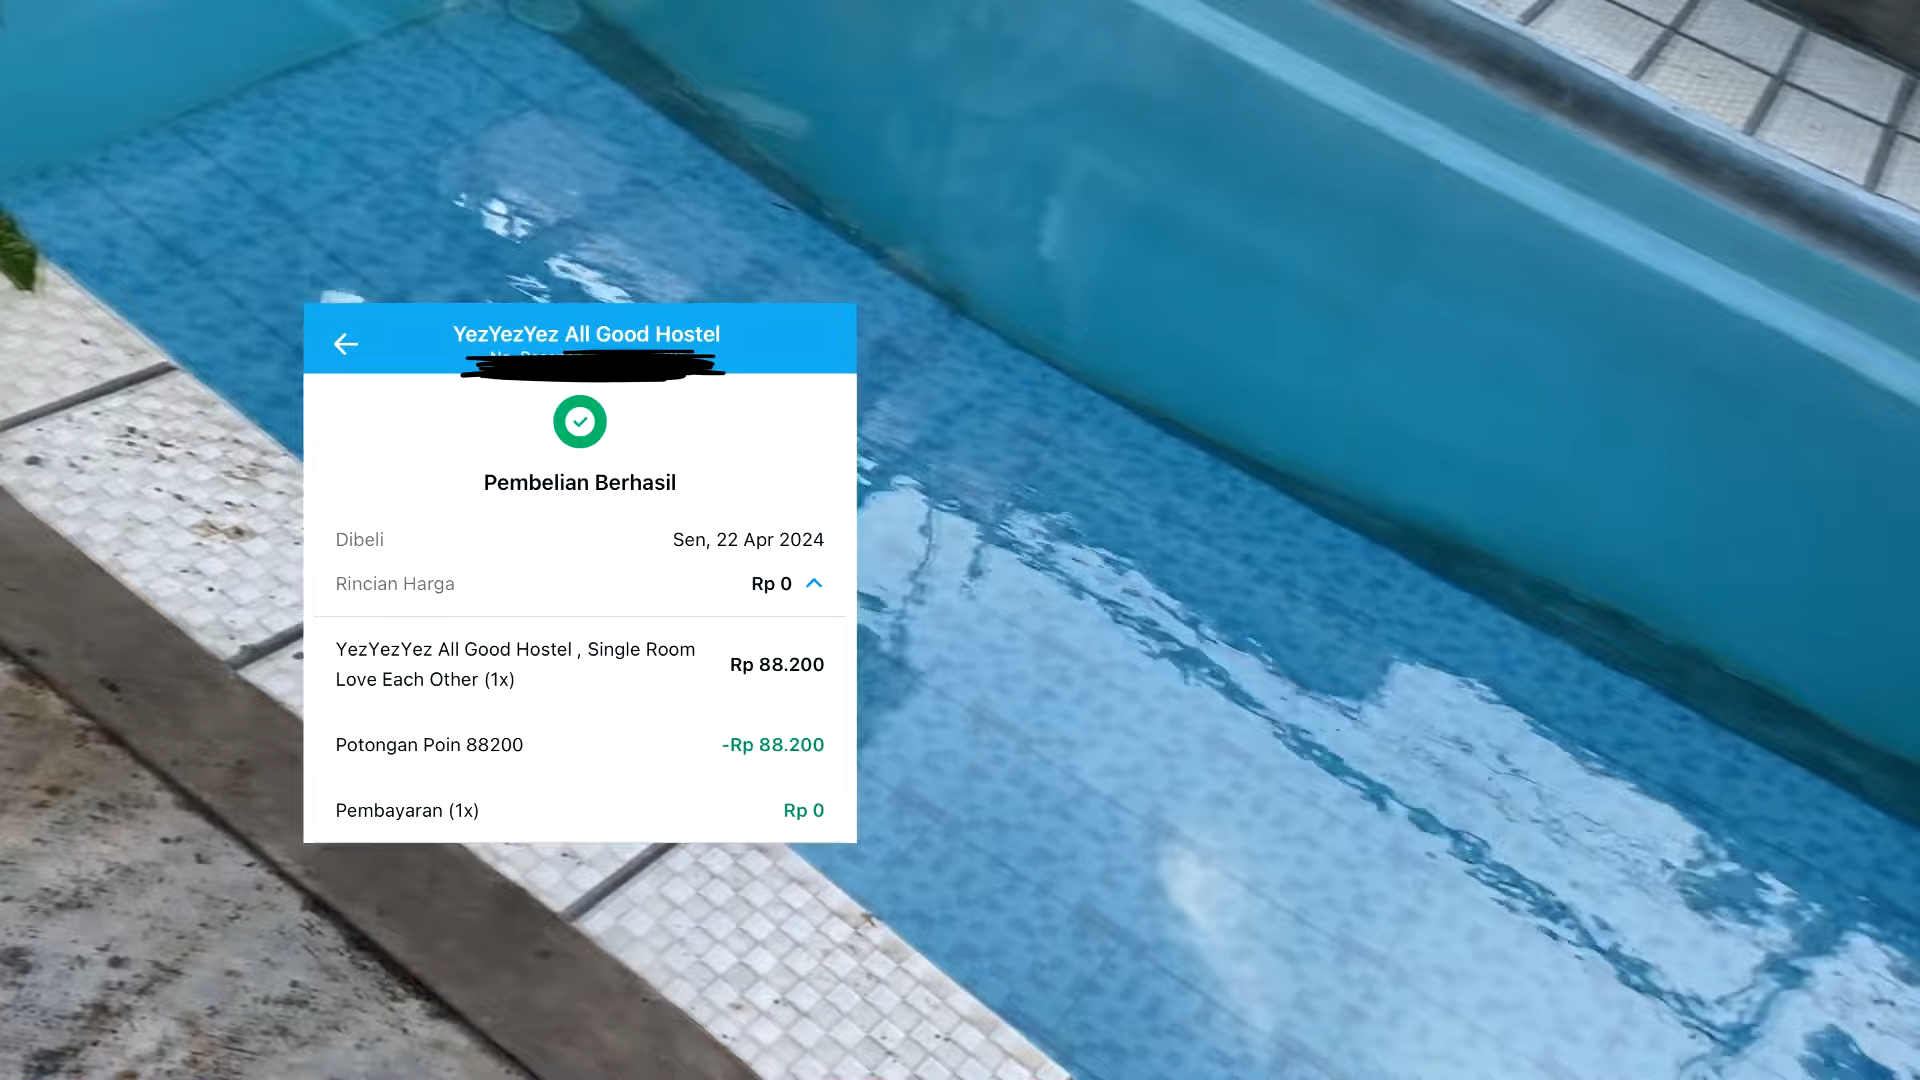 YezYezYez All Good Hostel
Pembelian Berhasil
Dibeli Sen, 22 Apr 2024
Rincian Harga Rp 0
YezYezYez All Good Hostel , Single Room
Love Each Other (1x) Rp 88.200
Potongan Poin 88200 -Rp 88.200
Pembayaran (1x) Rp 0